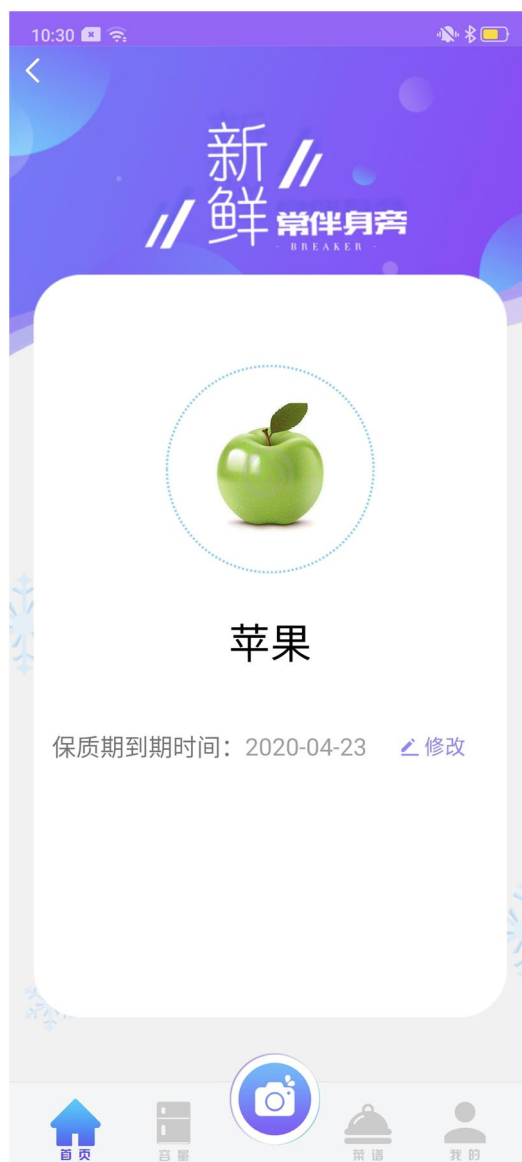 10:30
新
鲜
常伴身旁
- BREAKER -
苹果
保质期到期时间：2020-04-23 修改
首页 容量 菜谱 我的